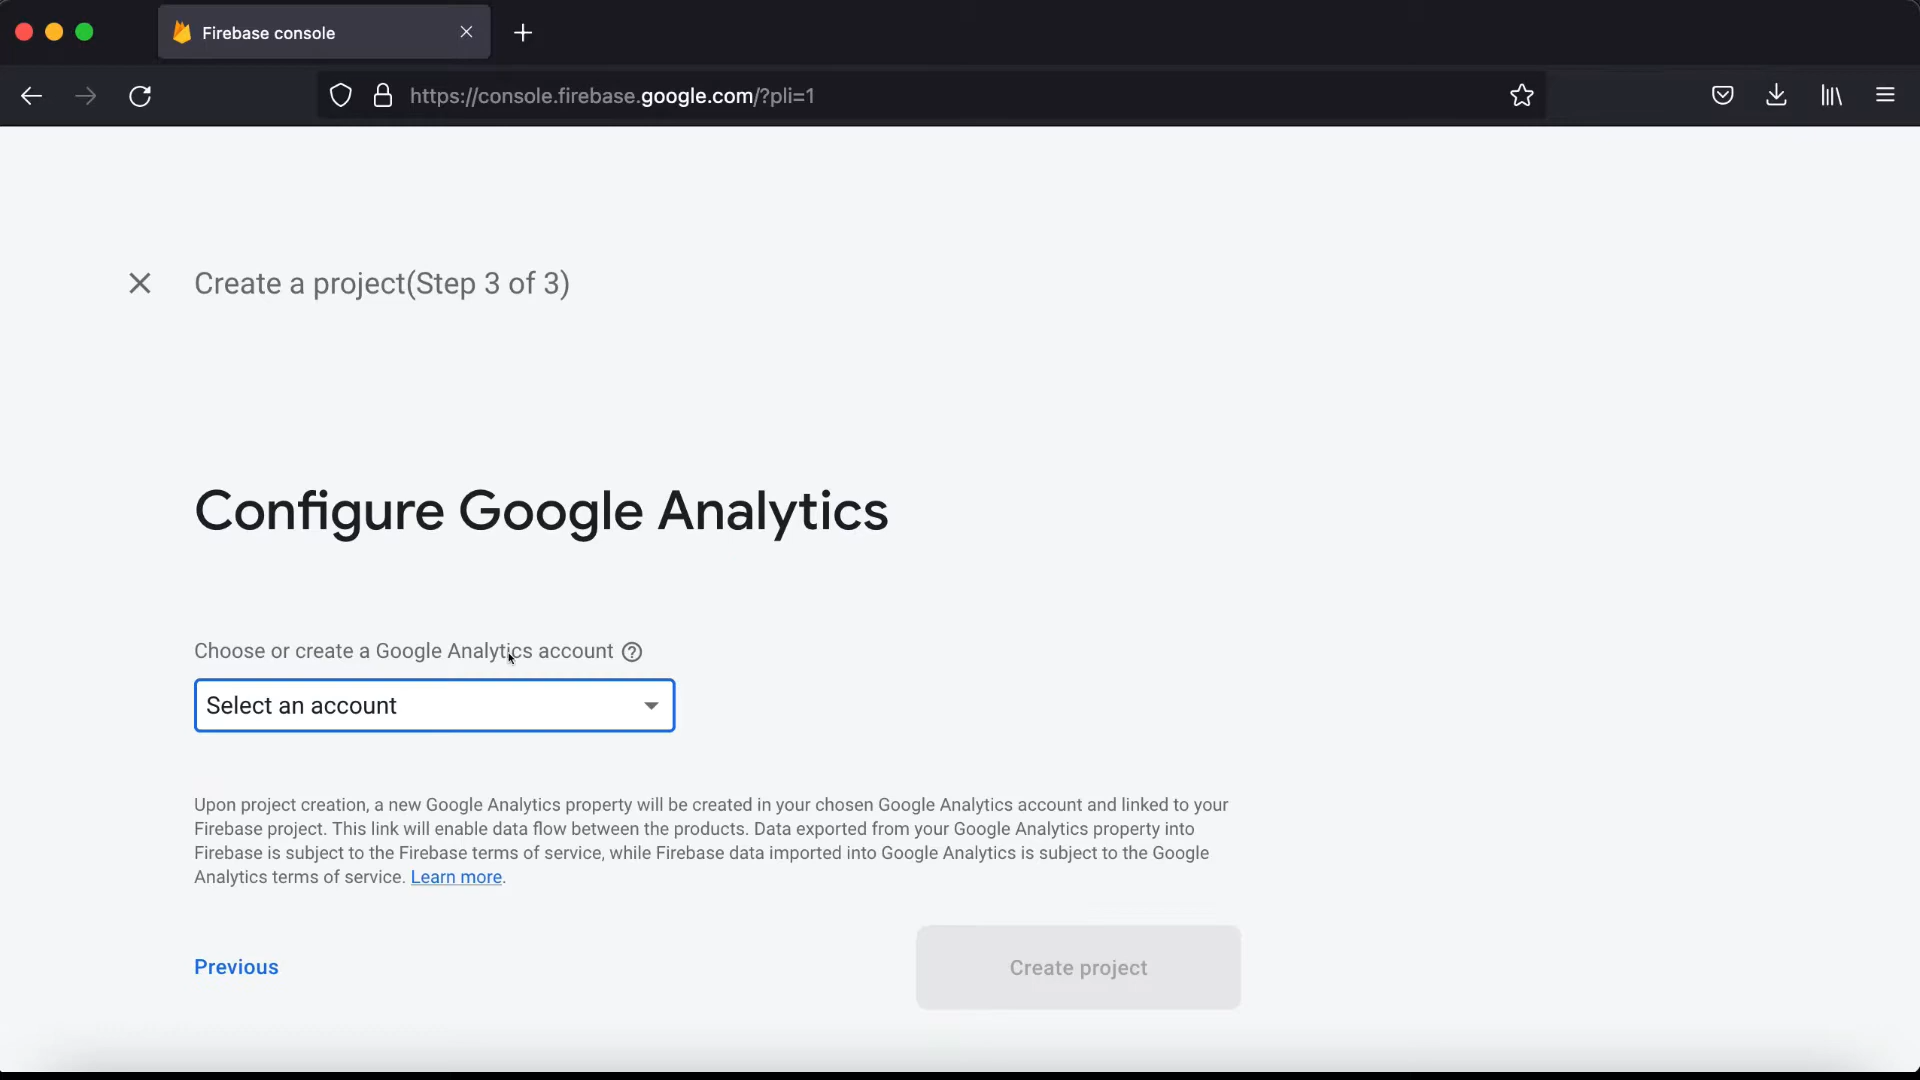 Firebase console
https://console.firebase.google.com/?pli=1
Create a project(Step 3 of 3)
Configure Google Analytics
Choose or create a Google Analytics account
Select an account
Upon project creation, a new Google Analytics property will be created in your chosen Google Analytics account and linked to your
Firebase project. This link will enable data flow between the products. Data exported from your Google Analytics property into
Firebase is subject to the Firebase terms of service, while Firebase data imported into Google Analytics is subject to the Google
Analytics terms of service. Learn more.
Previous
Create project